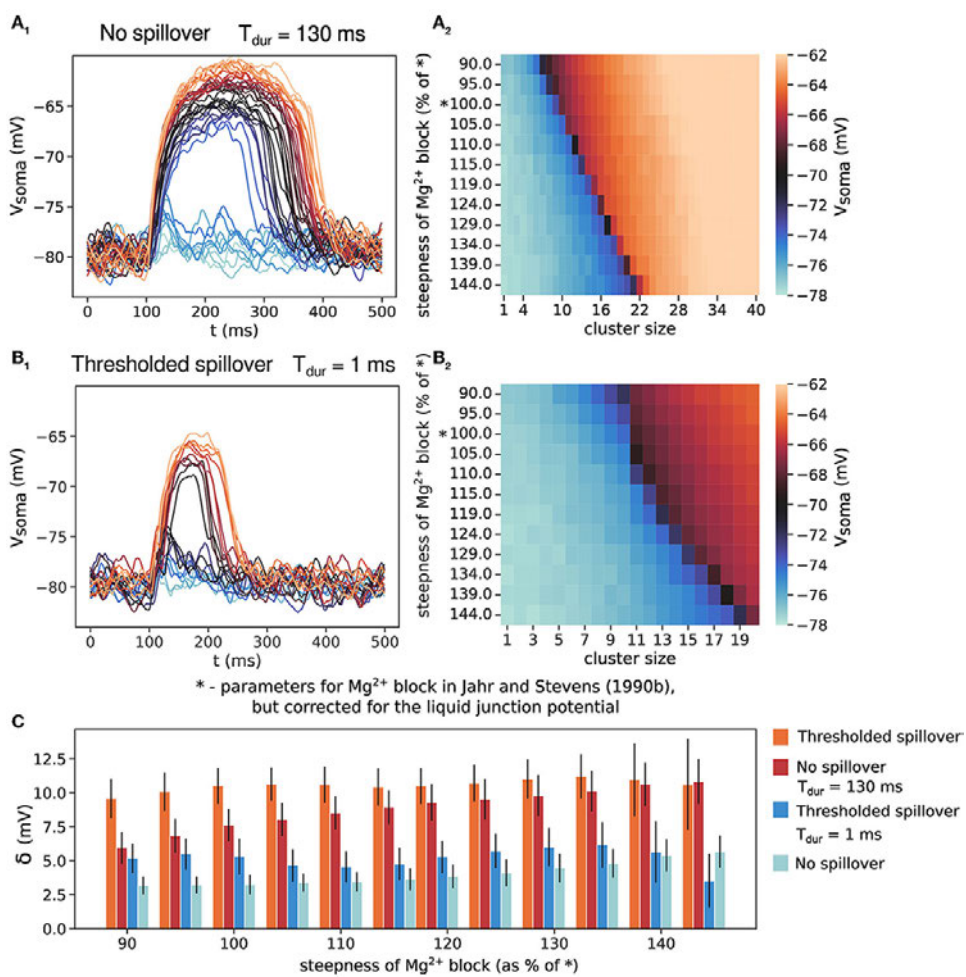 A1 No spillover Tdur = 130 ms
Vsoma (mV)
−65
−70
−75
−80
0 100 200 300 400 500
t (ms)
A2
steepness of Mg2+ block (% of *)
90.0
95.0
*100.0
105.0
110.0
115.0
119.0
124.0
129.0
134.0
139.0
144.0
1 4 10 16 22 28 34 40
cluster size
−62
−64
−66
−68
−70
−72
−74
−76
−78
Vsoma (mV)
B1 Thresholded spillover Tdur = 1 ms
Vsoma (mV)
−65
−70
−75
−80
0 100 200 300 400 500
t (ms)
B2
steepness of Mg2+ block (% of *)
90.0
95.0
*100.0
105.0
110.0
115.0
119.0
124.0
129.0
134.0
139.0
144.0
1 3 5 7 9 11 13 15 17 19
cluster size
−62
−64
−66
−68
−70
−72
−74
−76
−78
Vsoma (mV)
* - parameters for Mg2+ block in Jahr and Stevens (1990b),
but corrected for the liquid junction potential
C
δ (mV)
12.5
10.0
7.5
5.0
2.5
0.0
90 100 110 120 130 140
steepness of Mg2+ block (as % of *)
Thresholded spillover
No spillover
Tdur = 130 ms
Thresholded spillover
Tdur = 1 ms
No spillover